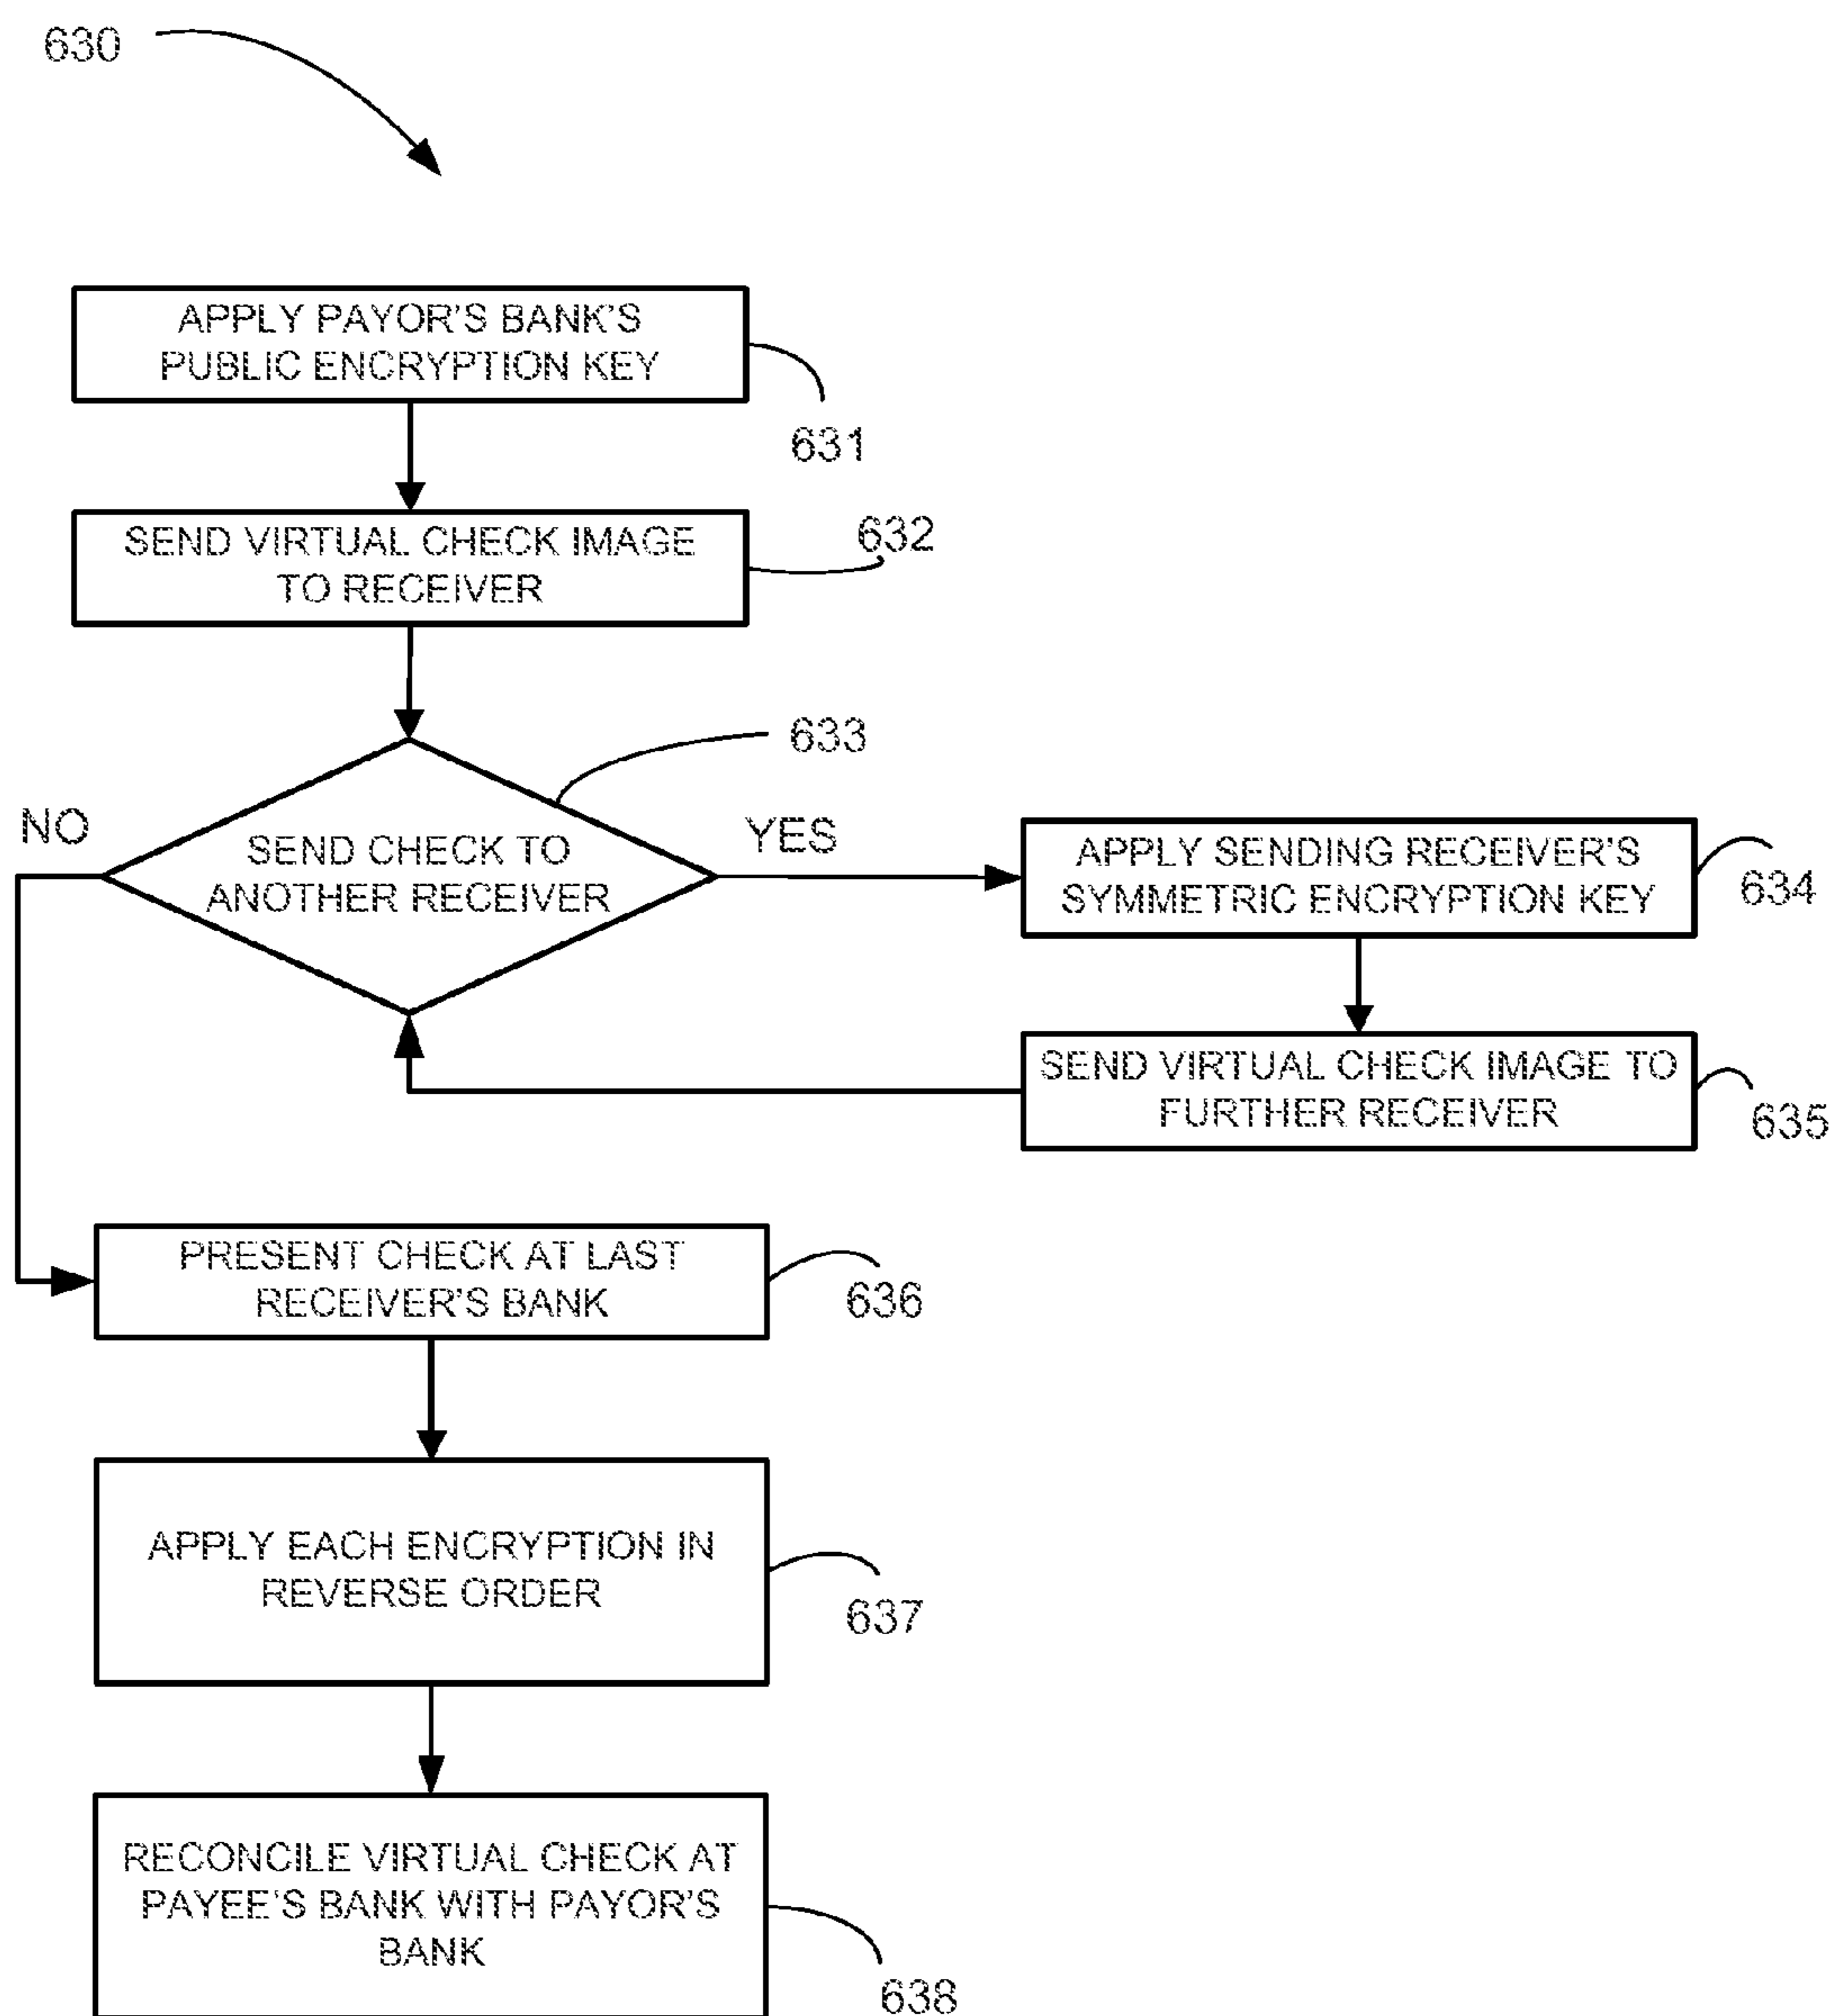 630
APPLY PAYOR'S BANK'S
PUBLIC ENCRYPTION KEY
631
SEND VIRTUAL CHECK IMAGE
TO RECEIVER
632
633
NO
SEND CHECK TO
ANOTHER RECEIVER
YES
APPLY SENDING RECEIVER'S
SYMMETRIC ENCRYPTION KEY
634
SEND VIRTUAL CHECK IMAGE TO
FURTHER RECEIVER
635
PRESENT CHECK AT LAST
RECEIVER'S BANK
636
APPLY EACH ENCRYPTION IN
REVERSE ORDER
637
RECONCILE VIRTUAL CHECK AT
PAYEE'S BANK WITH PAYOR'S
BANK
638